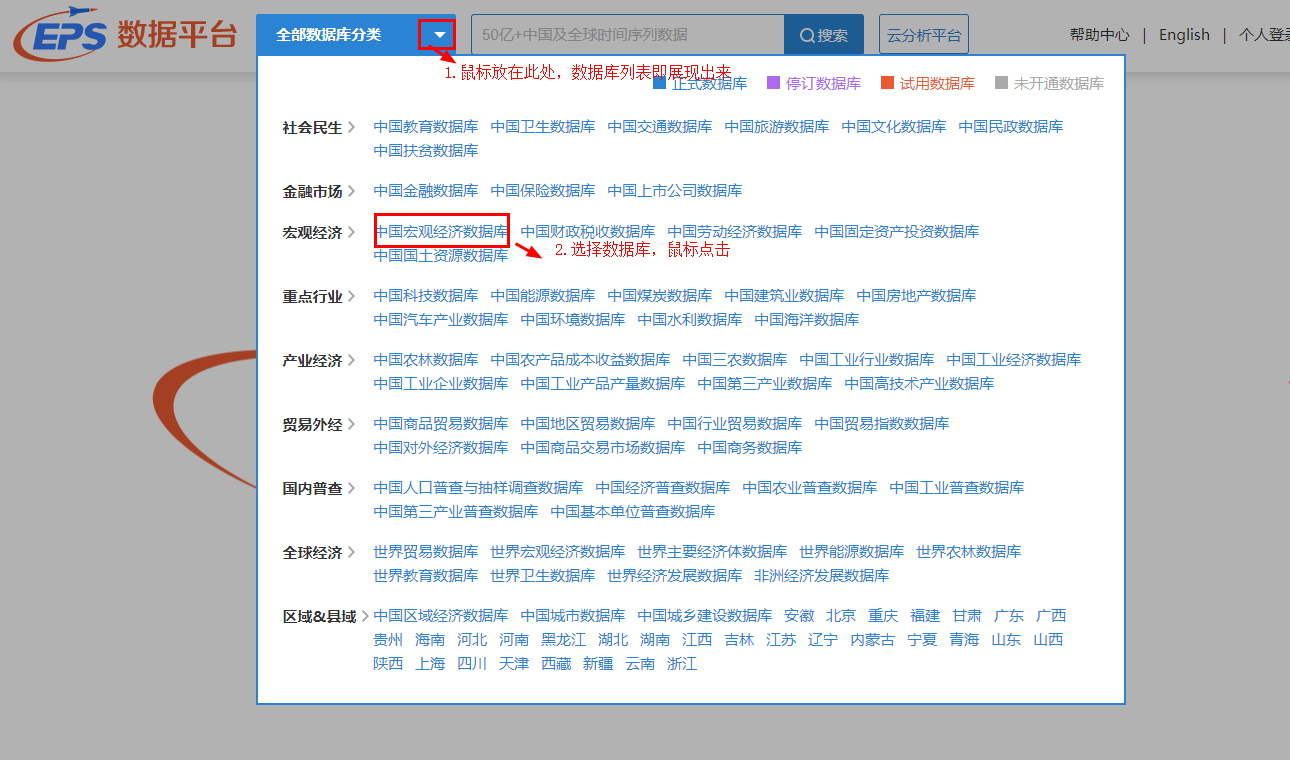 EPS 数据平台 全部数据库分类 50亿+中国及全球时间序列数据 搜索 云分析平台 帮助中心 | English | 个人登录
1.鼠标放在此处，数据库列表即展现出来
正式数据库 停订数据库 试用数据库 未开通数据库
社会民生 中国教育数据库 中国卫生数据库 中国交通数据库 中国旅游数据库 中国文化数据库 中国民政数据库
中国扶贫数据库
金融市场 中国金融数据库 中国保险数据库 中国上市公司数据库
宏观经济 中国宏观经济数据库 中国财政税收数据库 中国劳动经济数据库 中国固定资产投资数据库
2.选择数据库，鼠标点击
中国国土资源数据库
重点行业 中国科技数据库 中国能源数据库 中国煤炭数据库 中国建筑业数据库 中国房地产数据库
中国汽车产业数据库 中国环境数据库 中国水利数据库 中国海洋数据库
产业经济 中国农林数据库 中国农产品成本收益数据库 中国三农数据库 中国工业行业数据库 中国工业经济数据库
中国工业企业数据库 中国工业产品产量数据库 中国第三产业数据库 中国高技术产业数据库
贸易外经 中国商品贸易数据库 中国地区贸易数据库 中国行业贸易数据库 中国贸易指数数据库
中国对外经济数据库 中国商品交易市场数据库 中国商务数据库
国内普查 中国人口普查与抽样调查数据库 中国经济普查数据库 中国农业普查数据库 中国工业普查数据库
中国第三产业普查数据库 中国基本单位普查数据库
全球经济 世界贸易数据库 世界宏观经济数据库 世界主要经济体数据库 世界能源数据库 世界农林数据库
世界教育数据库 世界卫生数据库 世界经济发展数据库 非洲经济发展数据库
区域&县域 中国区域经济数据库 中国城市数据库 中国城乡建设数据库 安徽 北京 重庆 福建 甘肃 广东 广西
贵州 海南 河北 河南 黑龙江 湖北 湖南 江西 吉林 江苏 辽宁 内蒙古 宁夏 青海 山东 山西
陕西 上海 四川 天津 西藏 新疆 云南 浙江